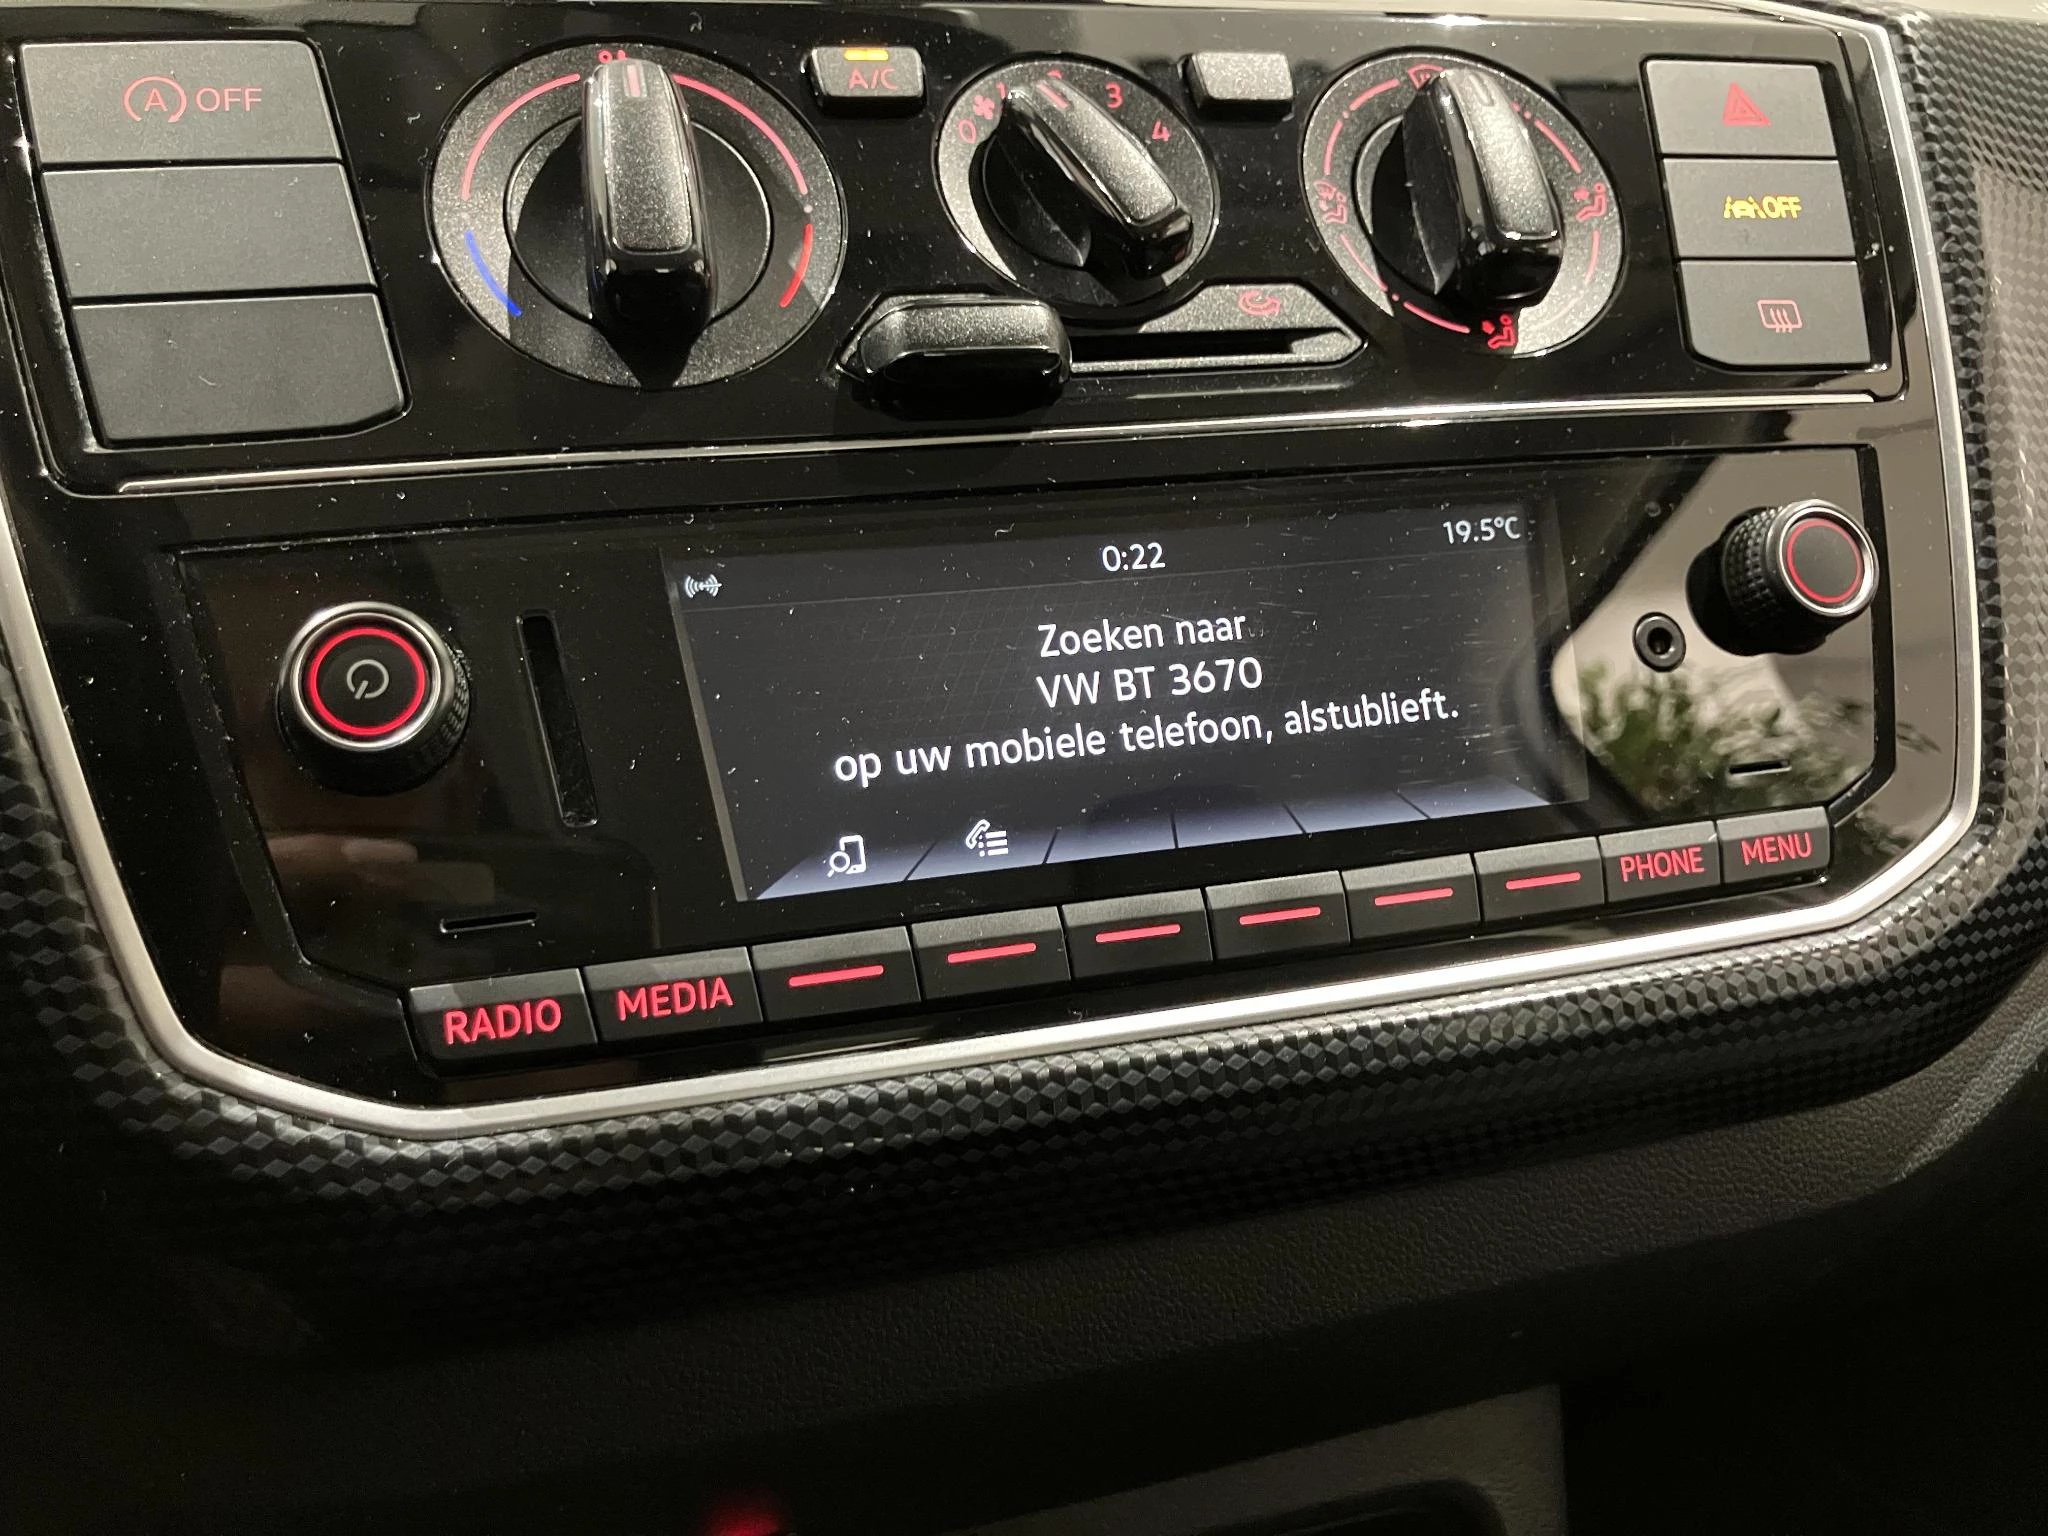 OFF
A/C
0 1 3 4
OFF
0:22
19.5°C
Zoeken naar
VW BT 3670
op uw mobiele telefoon, alstublieft.
RADIO
MEDIA
PHONE
MENU